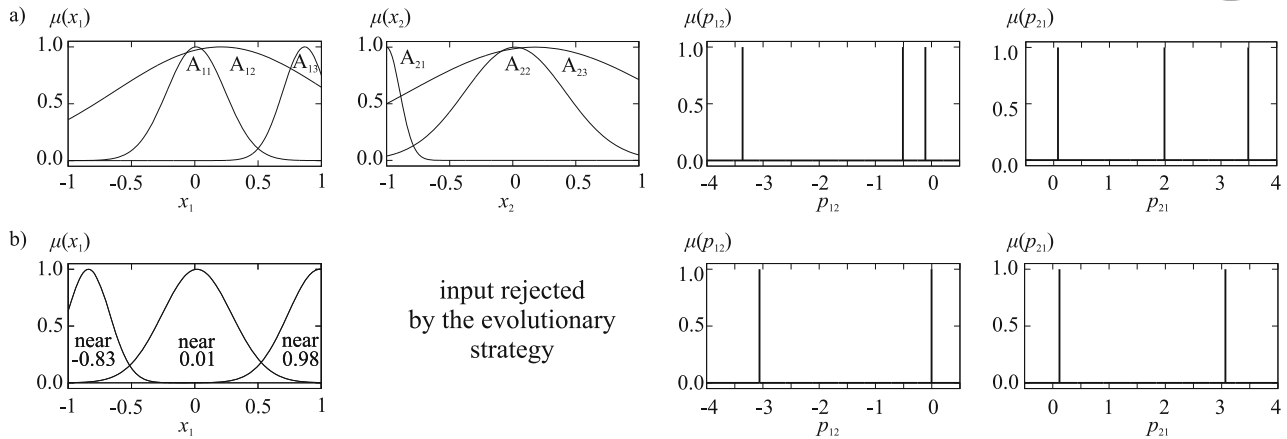 a)
μ(x₁)
1.0
0.5
0.0
A₁₁
A₁₂
A₁₃
-1
-0.5
0
0.5
1
x₁
μ(x₂)
1.0
0.5
0.0
A₂₁
A₂₂
A₂₃
-1
-0.5
0
0.5
1
x₂
μ(p₁₂)
1.0
0.5
0.0
-4
-3
-2
-1
0
p₁₂
μ(p₂₁)
1.0
0.5
0.0
0
1
2
3
4
p₂₁
b)
μ(x₁)
1.0
0.5
0.0
near
-0.83
near
0.01
near
0.98
-1
-0.5
0
0.5
1
x₁
input rejected
by the evolutionary
strategy
μ(p₁₂)
1.0
0.5
0.0
-4
-3
-2
-1
0
p₁₂
μ(p₂₁)
1.0
0.5
0.0
0
1
2
3
4
p₂₁